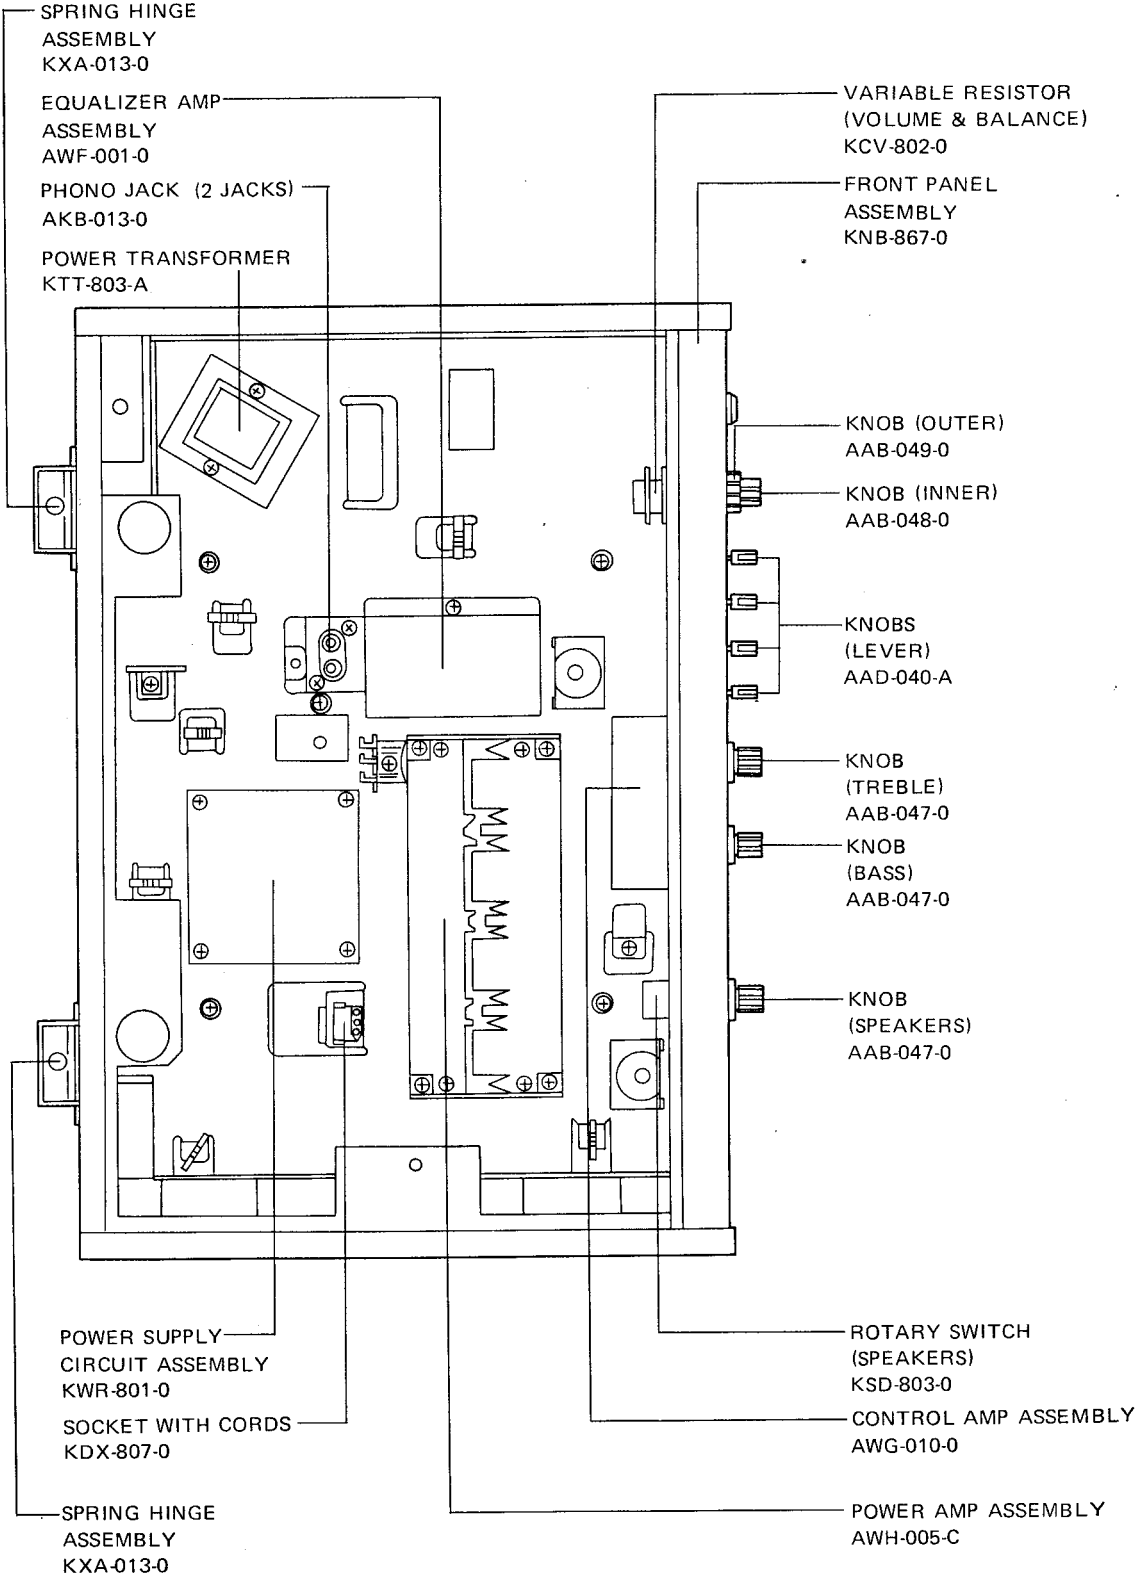 SPRING HINGE
ASSEMBLY
KXA-013-0
EQUALIZER AMP
ASSEMBLY
AWF-001-0
PHONO JACK (2 JACKS)
AKB-013-0
POWER TRANSFORMER
KTT-803-A
VARIABLE RESISTOR
(VOLUME & BALANCE)
KCV-802-0
FRONT PANEL
ASSEMBLY
KNB-867-0
KNOB (OUTER)
AAB-049-0
KNOB (INNER)
AAB-048-0
KNOBS
(LEVER)
AAD-040-A
KNOB
(TREBLE)
AAB-047-0
KNOB
(BASS)
AAB-047-0
KNOB
(SPEAKERS)
AAB-047-0
POWER SUPPLY
CIRCUIT ASSEMBLY
KWR-801-0
SOCKET WITH CORDS
KDX-807-0
SPRING HINGE
ASSEMBLY
KXA-013-0
ROTARY SWITCH
(SPEAKERS)
KSD-803-0
CONTROL AMP ASSEMBLY
AWG-010-0
POWER AMP ASSEMBLY
AWH-005-C